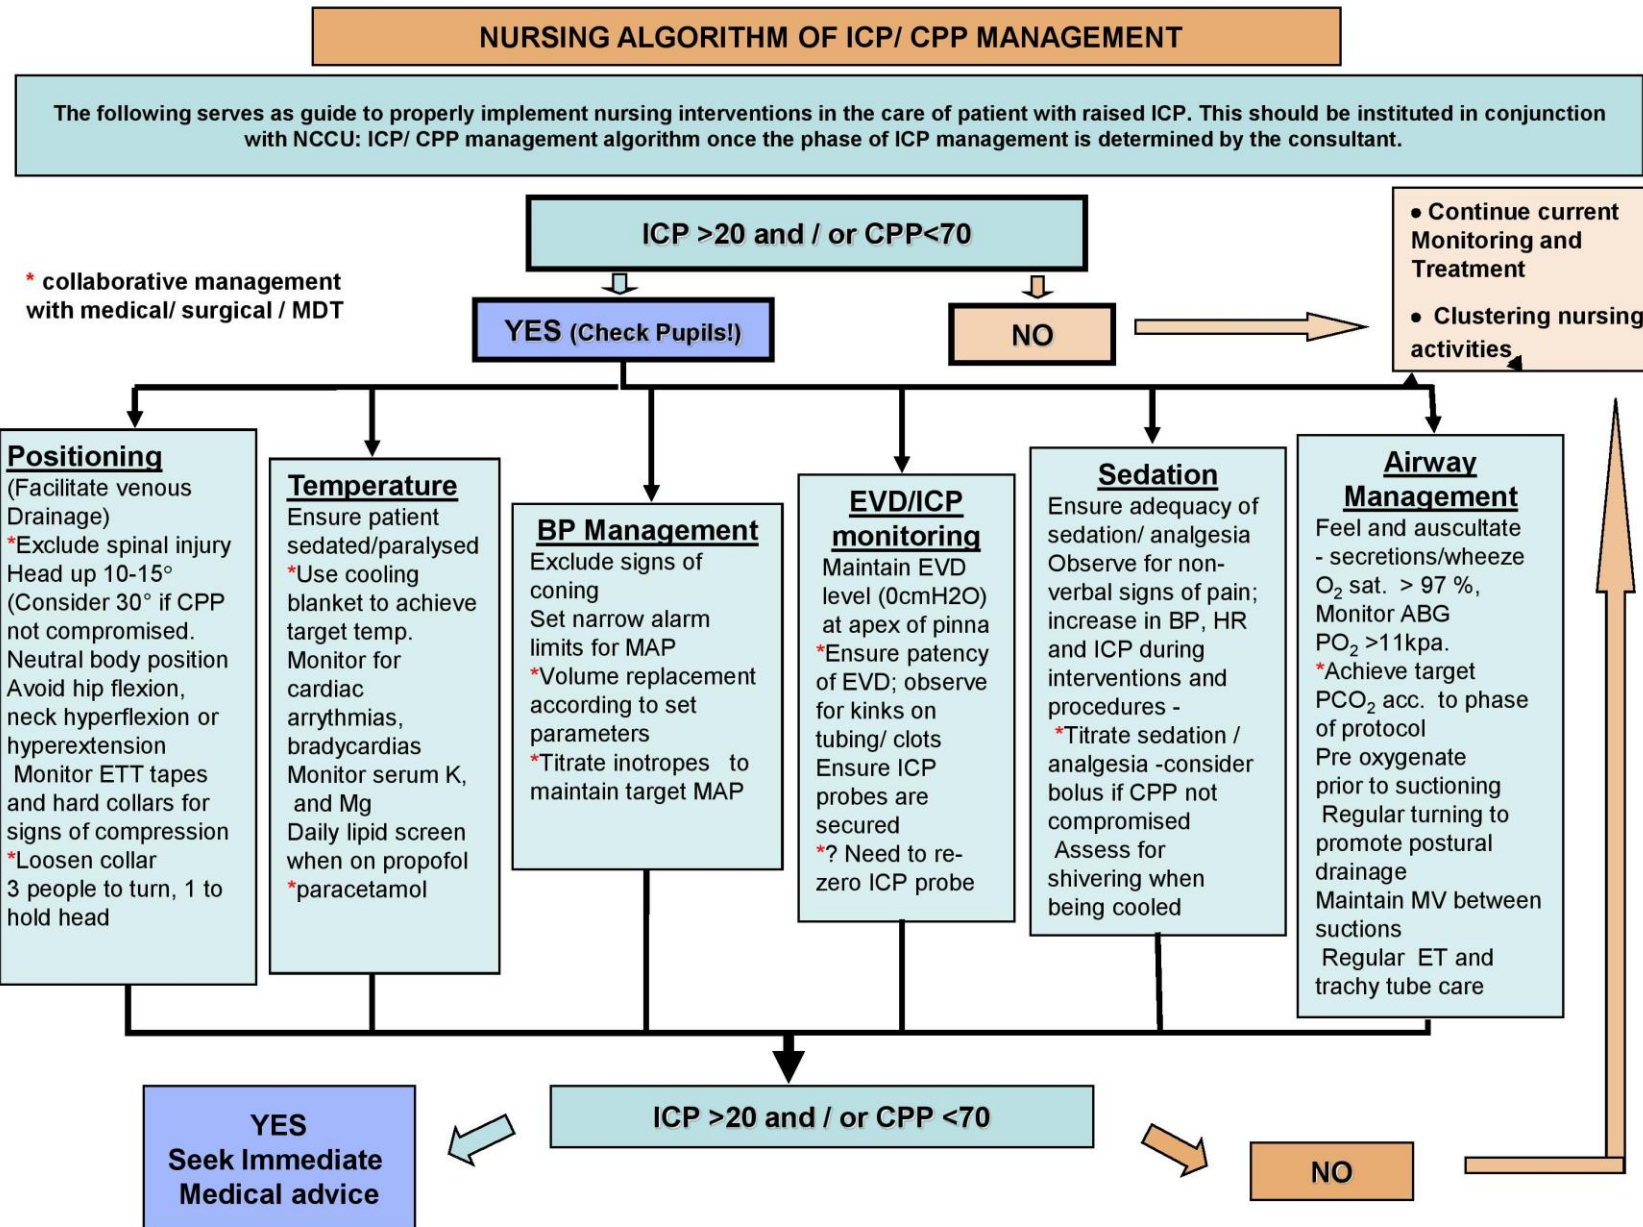 NURSING ALGORITHM OF ICP/ CPP MANAGEMENT
The following serves as guide to properly implement nursing interventions in the care of patient with raised ICP. This should be instituted in conjunction
with NCCU: ICP/ CPP management algorithm once the phase of ICP management is determined by the consultant.
ICP >20 and / or CPP<70
* collaborative management
with medical/ surgical / MDT
YES (Check Pupils!)
NO
• Continue current
Monitoring and
Treatment
• Clustering nursing
activities
Positioning
(Facilitate venous
Drainage)
*Exclude spinal injury
Head up 10-15°
(Consider 30° if CPP
not compromised.
Neutral body position
Avoid hip flexion,
neck hyperflexion or
hyperextension
Monitor ETT tapes
and hard collars for
signs of compression
*Loosen collar
3 people to turn, 1 to
hold head
Temperature
Ensure patient
sedated/paralysed
*Use cooling
blanket to achieve
target temp.
Monitor for
cardiac
arrythmias,
bradycardias
Monitor serum K,
and Mg
Daily lipid screen
when on propofol
*paracetamol
BP Management
Exclude signs of
coning
Set narrow alarm
limits for MAP
*Volume replacement
according to set
parameters
*Titrate inotropes to
maintain target MAP
EVD/ICP
monitoring
Maintain EVD
level (0cmH2O)
at apex of pinna
*Ensure patency
of EVD; observe
for kinks on
tubing/ clots
Ensure ICP
probes are
secured
*? Need to re-
zero ICP probe
Sedation
Ensure adequacy of
sedation/ analgesia
Observe for non-
verbal signs of pain;
increase in BP, HR
and ICP during
interventions and
procedures -
*Titrate sedation /
analgesia -consider
bolus if CPP not
compromised
Assess for
shivering when
being cooled
Airway
Management
Feel and auscultate
- secretions/wheeze
O₂ sat. > 97 %,
Monitor ABG
PO₂ >11kpa.
*Achieve target
PCO₂ acc. to phase
of protocol
Pre oxygenate
prior to suctioning
Regular turning to
promote postural
drainage
Maintain MV between
suctions
Regular ET and
trachy tube care
ICP >20 and / or CPP <70
YES
Seek Immediate
Medical advice
NO